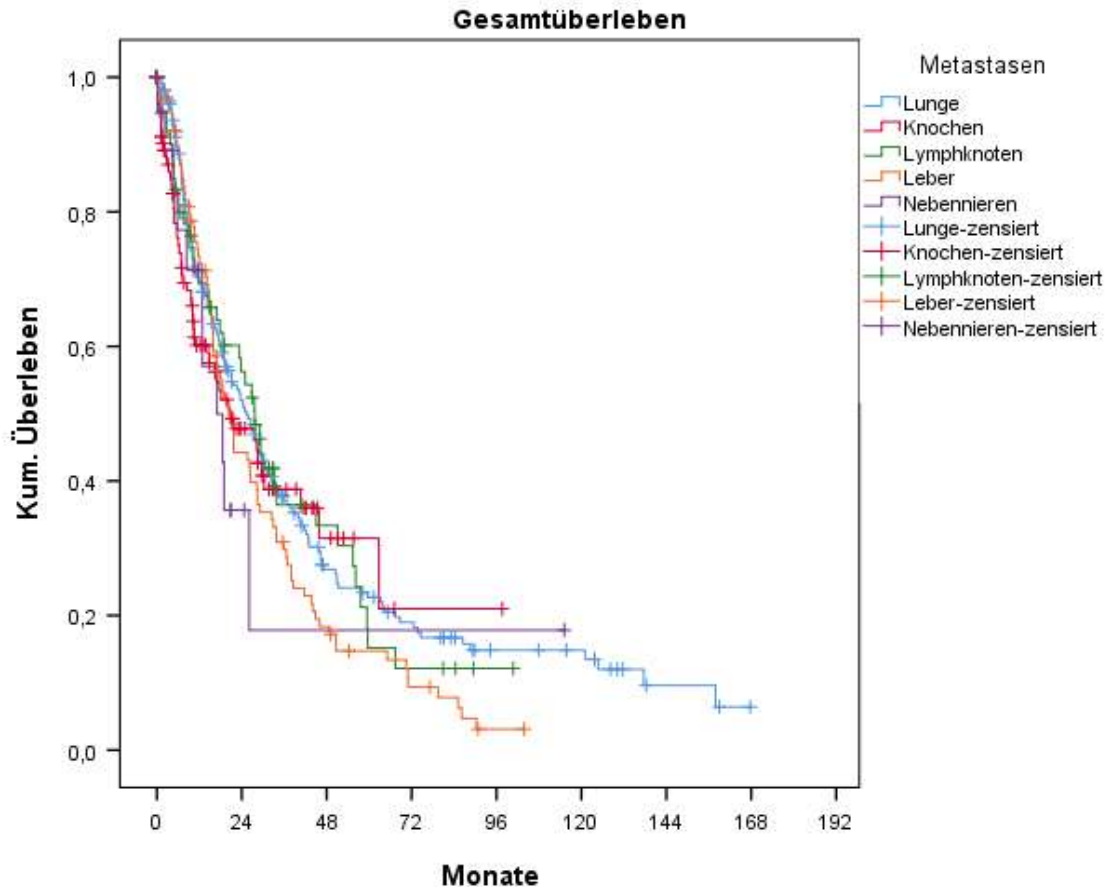 Gesamtüberleben
Metastasen
Lunge
Knochen
Lymphknoten
Leber
Nebennieren
Lunge-zensiert
Knochen-zensiert
Lymphknoten-zensiert
Leber-zensiert
Nebennieren-zensiert
Kum. Überleben
1,0
0,8
0,6
0,4
0,2
0,0
0 24 48 72 96 120 144 168 192
Monate